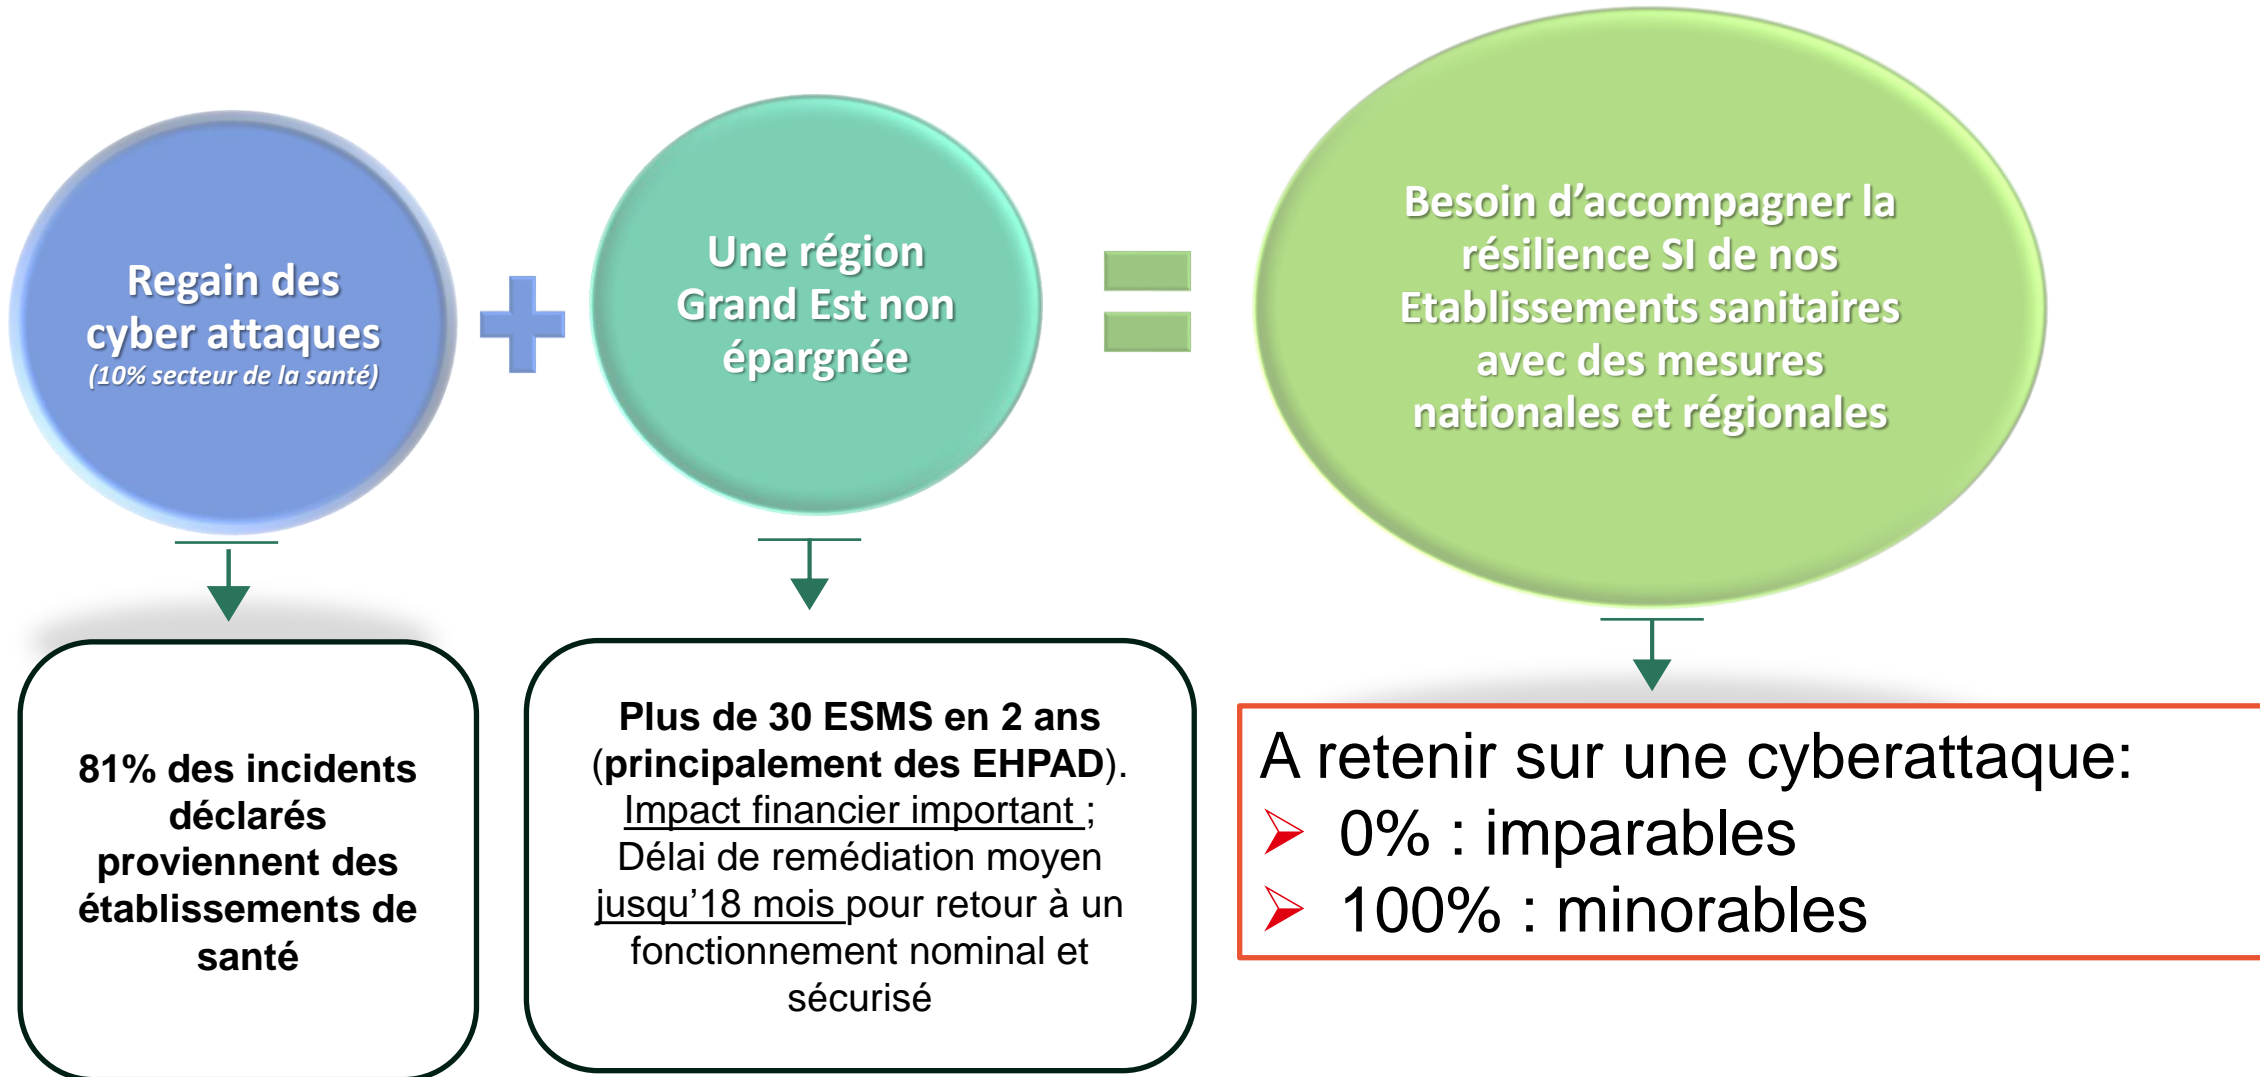 Regain des
cyber attaques
(10% secteur de la santé)
Une région
Grand Est non
épargnée
Besoin d’accompagner la
résilience SI de nos
Etablissements sanitaires
avec des mesures
nationales et régionales
81% des incidents
déclarés
proviennent des
établissements de
santé
Plus de 30 ESMS en 2 ans
(principalement des EHPAD).
Impact financier important ;
Délai de remédiation moyen
jusqu’18 mois pour retour à un
fonctionnement nominal et
sécurisé
A retenir sur une cyberattaque:
➢ 0% : imparables
➢ 100% : minorables